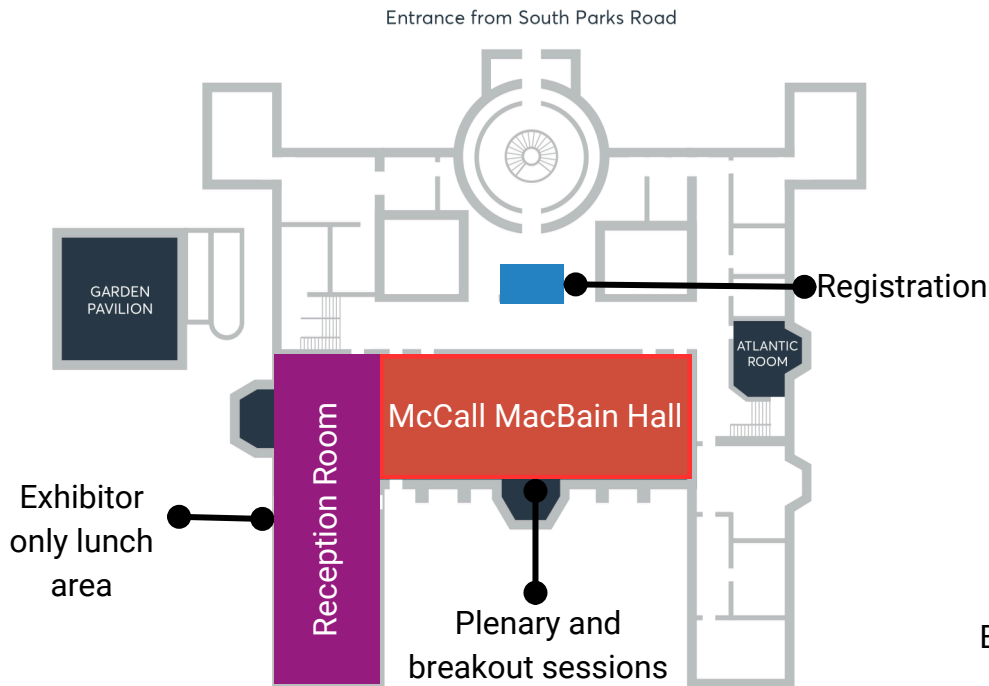 Entrance from South Parks Road
GARDEN
PAVILION
Registration
ATLANTIC
ROOM
McCall MacBain Hall
Reception Room
Exhibitor
only lunch
area
Plenary and
breakout sessions
E